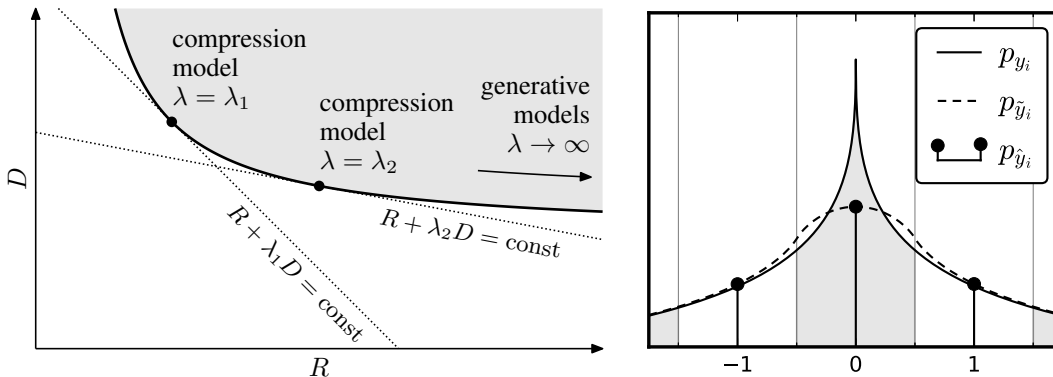 compression
model
λ = λ₁
compression
model
λ = λ₂
generative
models
λ → ∞
D
R + λ₁D = const
R + λ₂D = const
R
p_{y_i}
p_{ỹ_i}
p_{ŷ_i}
−1
0
1